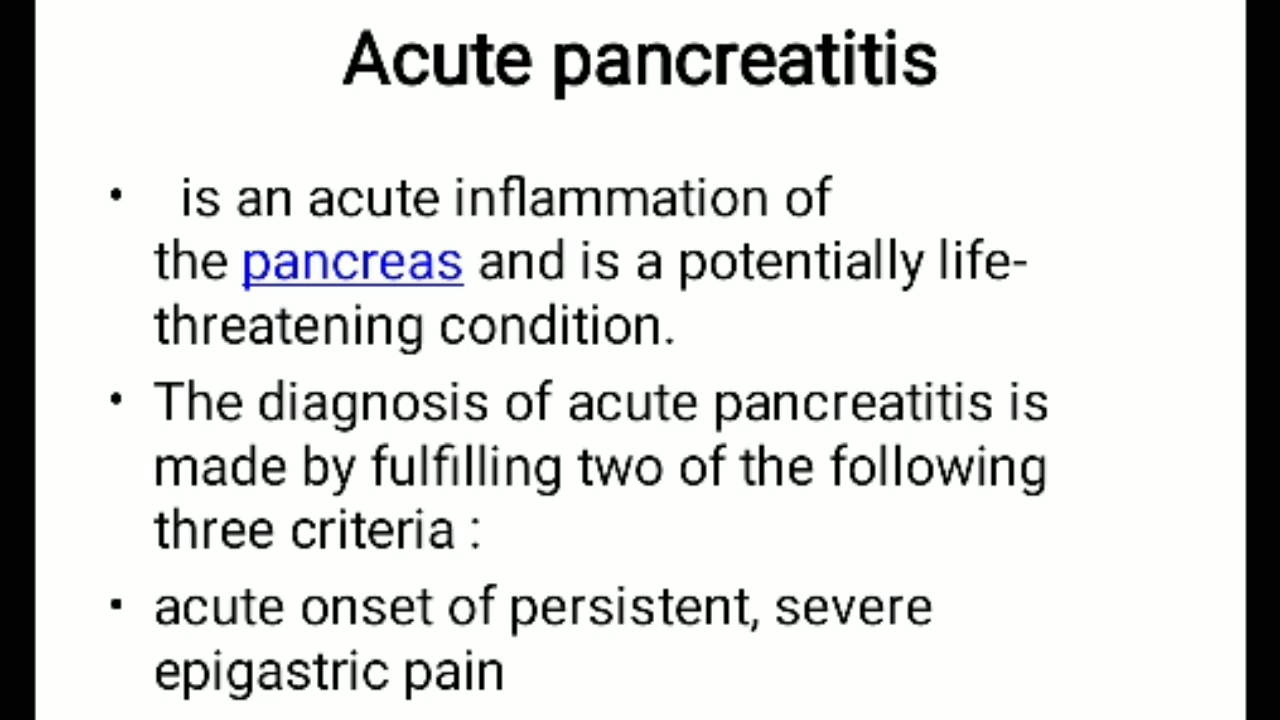 Acute pancreatitis
• is an acute inflammation of
the pancreas and is a potentially life-
threatening condition.
• The diagnosis of acute pancreatitis is
made by fulfilling two of the following
three criteria :
• acute onset of persistent, severe
epigastric pain